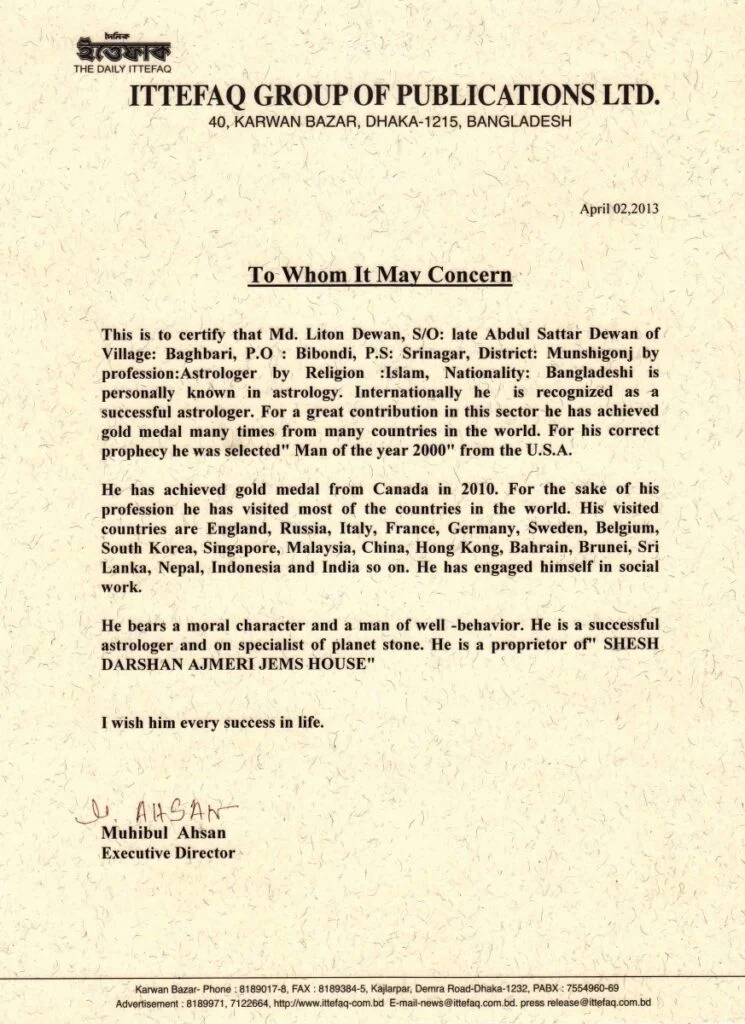 দৈনিক
ইত্তেফাক
THE DAILY ITTEFAQ
ITTEFAQ GROUP OF PUBLICATIONS LTD.
40, KARWAN BAZAR, DHAKA-1215, BANGLADESH
April 02,2013
To Whom It May Concern
This is to certify that Md. Liton Dewan, S/O: late Abdul Sattar Dewan of
Village: Baghbari, P.O : Bibondi, P.S: Srinagar, District: Munshigonj by
profession:Astrologer by Religion :Islam, Nationality: Bangladeshi is
personally known in astrology. Internationally he is recognized as a
successful astrologer. For a great contribution in this sector he has achieved
gold medal many times from many countries in the world. For his correct
prophecy he was selected" Man of the year 2000" from the U.S.A.
He has achieved gold medal from Canada in 2010. For the sake of his
profession he has visited most of the countries in the world. His visited
countries are England, Russia, Italy, France, Germany, Sweden, Belgium,
South Korea, Singapore, Malaysia, China, Hong Kong, Bahrain, Brunei, Sri
Lanka, Nepal, Indonesia and India so on. He has engaged himself in social
work.
He bears a moral character and a man of well -behavior. He is a successful
astrologer and on specialist of planet stone. He is a proprietor of" SHESH
DARSHAN AJMERI JEMS HOUSE"
I wish him every success in life.
AHSAN
Muhibul Ahsan
Executive Director
Karwan Bazar- Phone : 8189017-8, FAX : 8189384-5, Kajlarpar, Demra Road-Dhaka-1232, PABX : 7554960-69
Advertisement : 8189971, 7122664, http://www.ittefaq-com.bd E-mail-news@ittefaq.com.bd. press release@ittefaq.com.bd